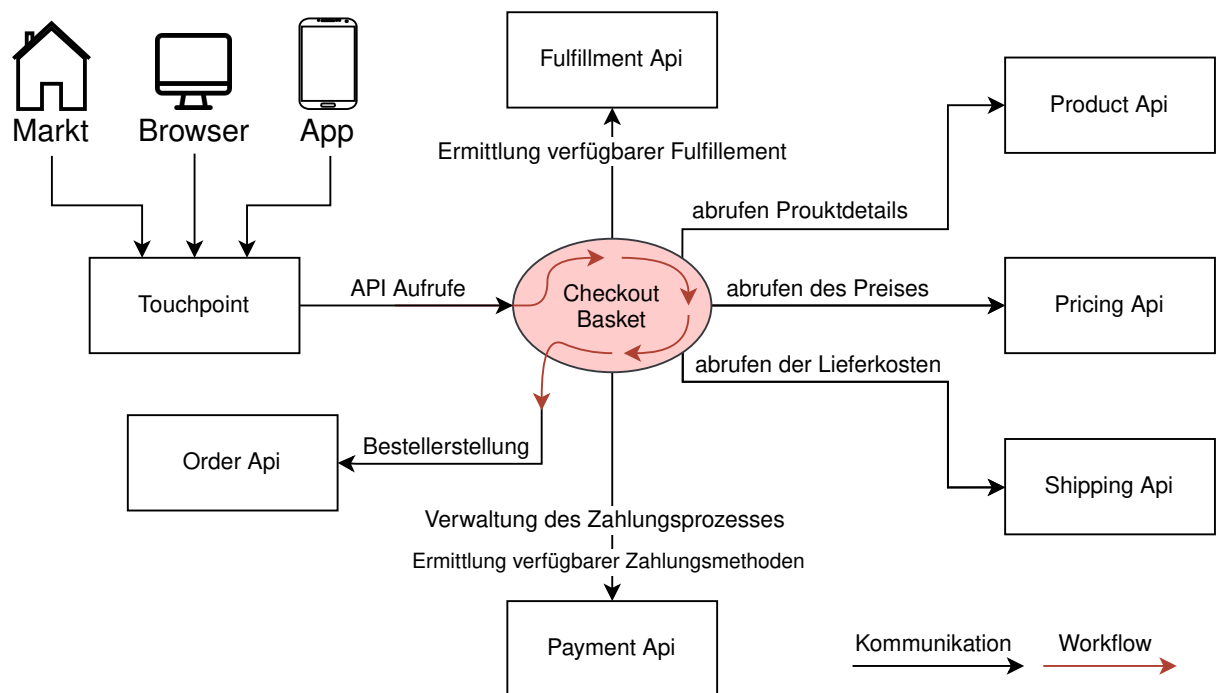 Markt
Browser
App
Fulfillment Api
Product Api
Ermittlung verfügbarer Fulfillement
abrufen Prouktdetails
Touchpoint
API Aufrufe
Checkout
Basket
abrufen des Preises
Pricing Api
abrufen der Lieferkosten
Order Api
Bestellerstellung
Shipping Api
Verwaltung des Zahlungsprozesses
Ermittlung verfügbarer Zahlungsmethoden
Payment Api
Kommunikation
Workflow